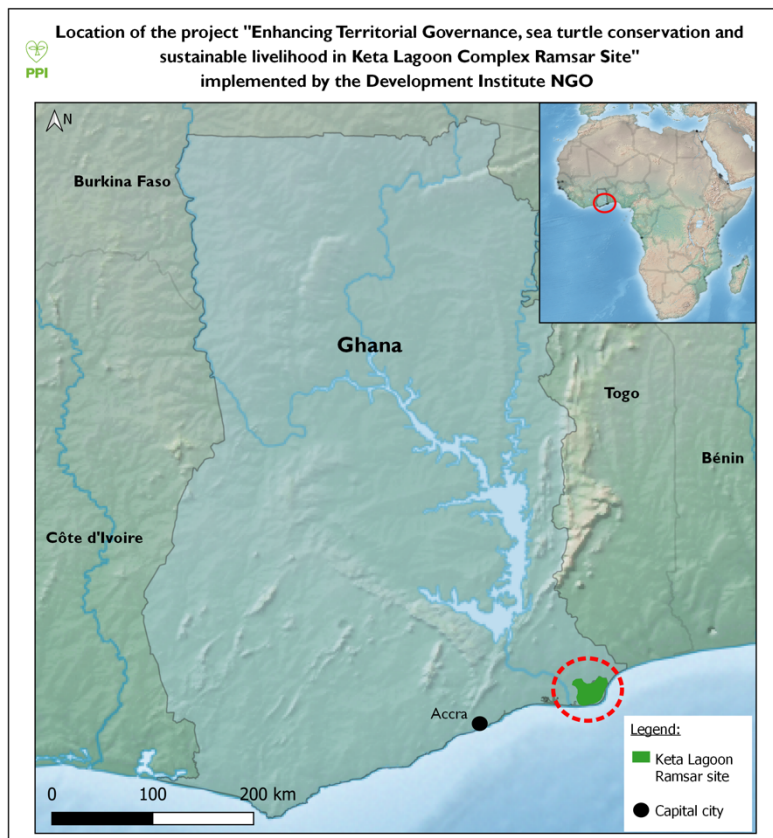 Location of the project "Enhancing Territorial Governance, sea turtle conservation and
sustainable livelihood in Keta Lagoon Complex Ramsar Site"
implemented by the Development Institute NGO
PPI
N
Burkina Faso
Ghana
Togo
Bénin
Côte d'Ivoire
Accra
Legend:
Keta Lagoon
Ramsar site
Capital city
0 100 200 km